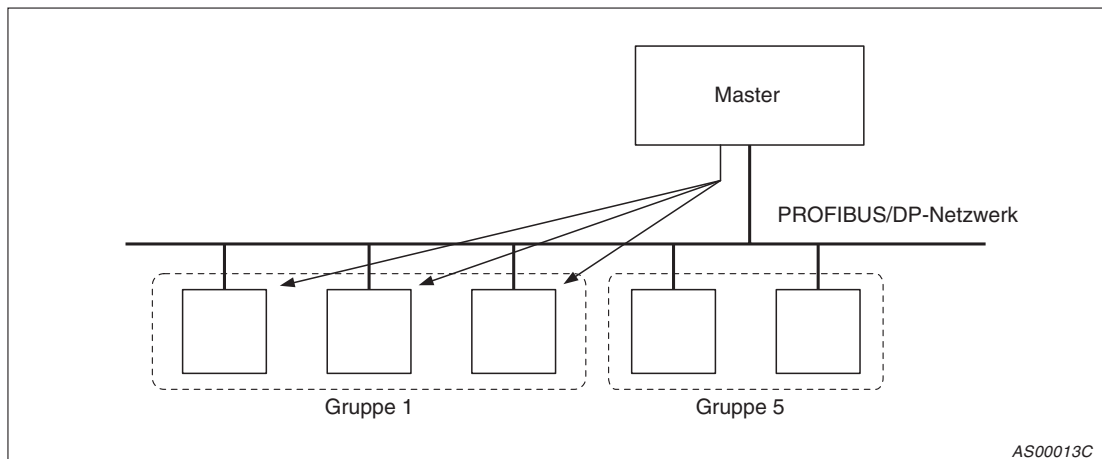 Master
PROFIBUS/DP-Netzwerk
Gruppe 1
Gruppe 5
AS00013C